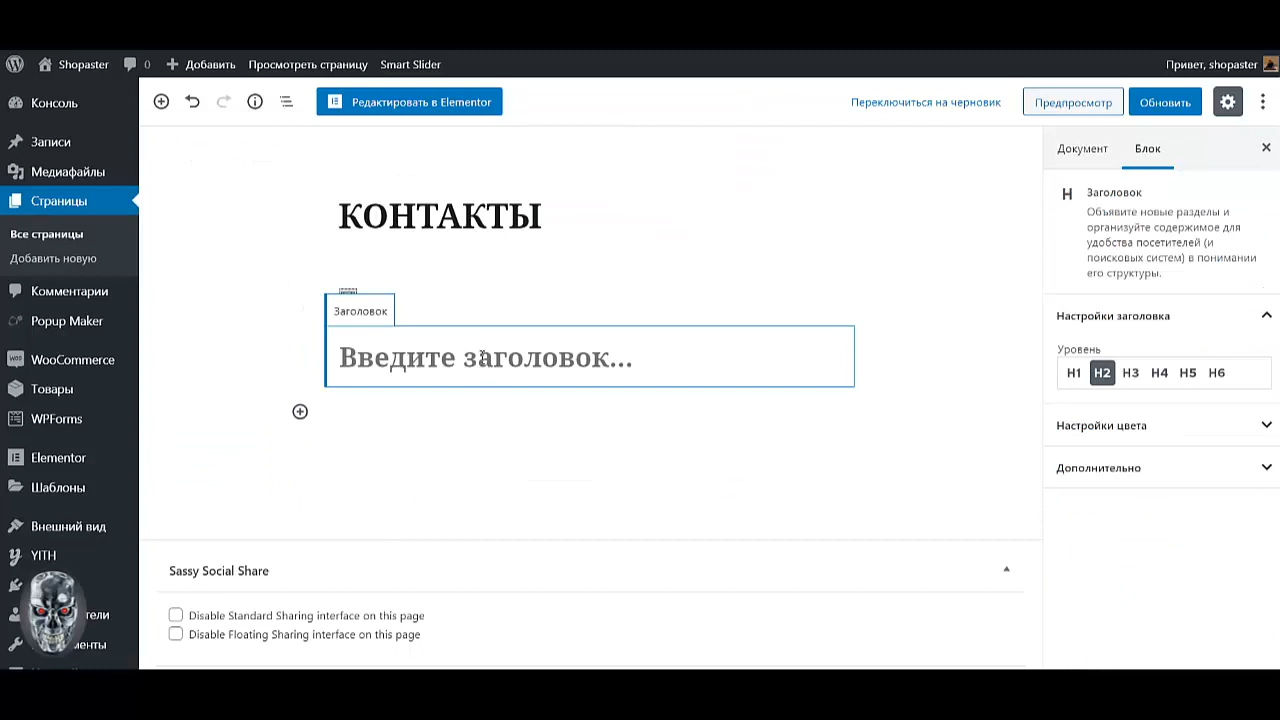 Shopaster
0
Добавить
Просмотреть страницу
Smart Slider
Привет, shopaster
Консоль
Записи
Медиафайлы
Страницы
Все страницы
Добавить новую
Комментарии
Popup Maker
WooCommerce
Товары
WPForms
Elementor
Шаблоны
Внешний вид
YITH
Редактировать в Elementor
Переключиться на черновик
Предпросмотр
Обновить
КОНТАКТЫ
Заголовок
Введите заголовок...
Sassy Social Share
Disable Standard Sharing interface on this page
Disable Floating Sharing interface on this page
Документ
Блок
Заголовок
Объявите новые разделы и
организуйте содержимое для
удобства посетителей (и
поисковых систем) в понимании
его структуры.
Настройки заголовка
Уровень
H1 H2 H3 H4 H5 H6
Настройки цвета
Дополнительно